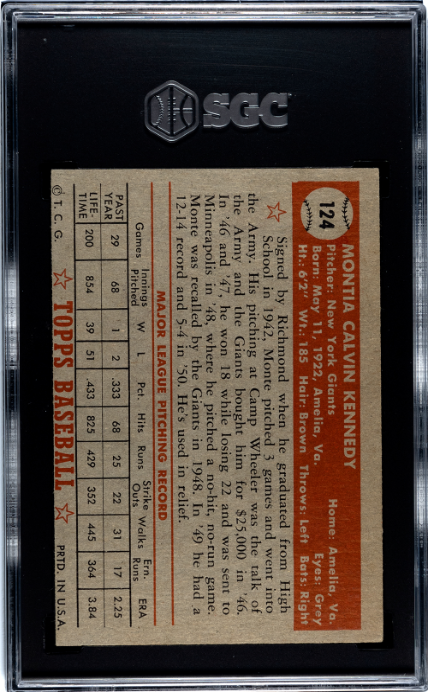 SGC
124
MONTIA CALVIN KENNEDY
Pitcher: New York Giants Home: Amelia, Va.
Born: May 11, 1922, Amelia, Va. Eyes: Grey
Ht.: 6'2" Wt.: 185 Hair: Brown Throws: Left Bats: Right
Signed by Richmond when he graduated from High
School in 1942, Monte pitched 3 games and went into
the Army. His pitching at Camp Wheeler was the talk of
the Army and the Giants bought him for $25,000 in '46.
In '46 and '47, he won 18 while losing 22 and was sent to
Minneapolis in '48, where he pitched a no-hit, no-run game.
Monte was recalled by the Giants in 1948. In '49 he had a
12-14 record and 5-4 in '50. He's used in relief.
MAJOR LEAGUE PITCHING RECORD
Games Innings Pitched W L Pct. Hits Runs Strike Outs Walks Ern. Runs ERA
PAST YEAR 29 68 1 2 .333 68 25 22 31 17 2.25
LIFE-TIME 200 854 39 51 .433 825 429 352 445 364 3.84
© T. C. G. TOPPS BASEBALL PRTD. IN U.S.A.